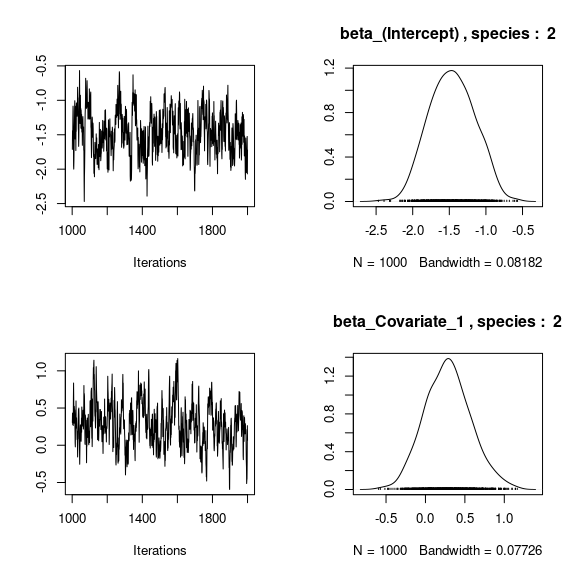 beta_(Intercept) , species : 2
-0.5
-1.0
-1.5
-2.0
-2.5
1000 1400 1800
Iterations
1.2
0.8
0.4
0.0
-2.5 -2.0 -1.5 -1.0 -0.5
N = 1000 Bandwidth = 0.08182
beta_Covariate_1 , species : 2
1.0
0.5
0.0
-0.5
1000 1400 1800
Iterations
1.2
0.8
0.4
0.0
-0.5 0.0 0.5 1.0
N = 1000 Bandwidth = 0.07726